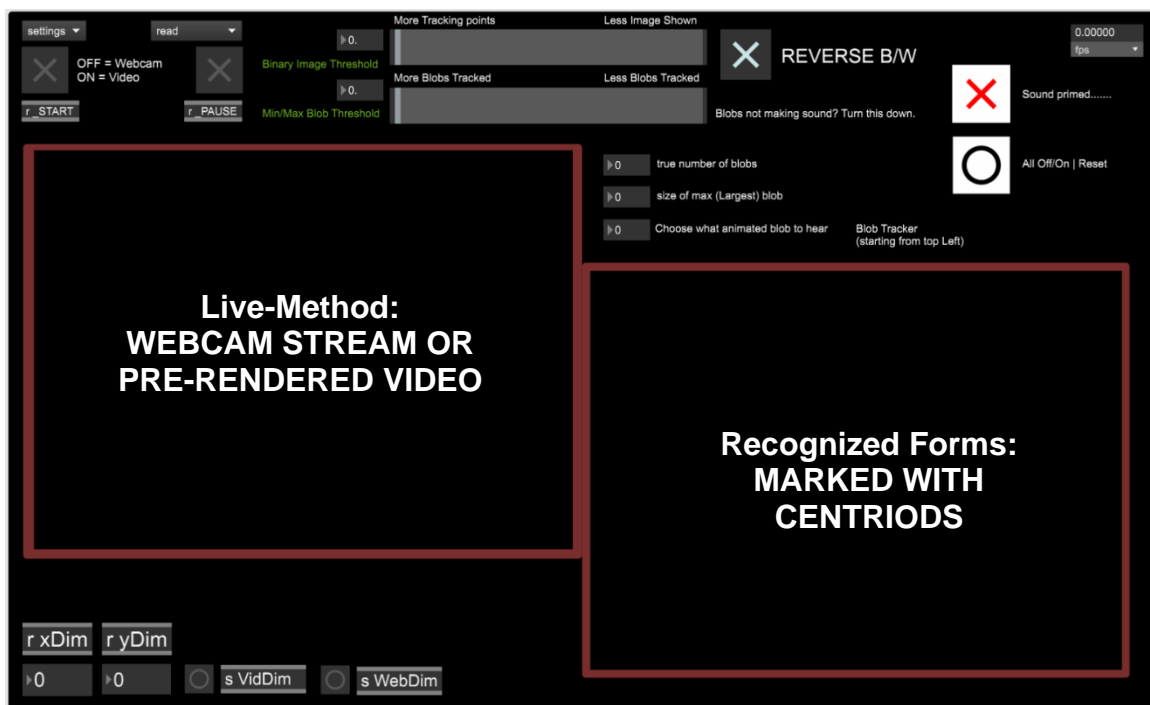 settings
read
OFF = Webcam
ON = Video
r_START
r_PAUSE
0.
Binary Image Threshold
0.
Min/Max Blob Threshold
More Tracking points
Less Image Shown
More Blobs Tracked
Less Blobs Tracked
REVERSE B/W
Blobs not making sound? Turn this down.
0.00000
fps
Sound primed.......
All Off/On | Reset
0
true number of blobs
0
size of max (Largest) blob
0
Choose what animated blob to hear
Blob Tracker
(starting from top Left)
Live-Method:
WEBCAM STREAM OR
PRE-RENDERED VIDEO
Recognized Forms:
MARKED WITH
CENTRIODS
r xDim
r yDim
0
0
s VidDim
s WebDim